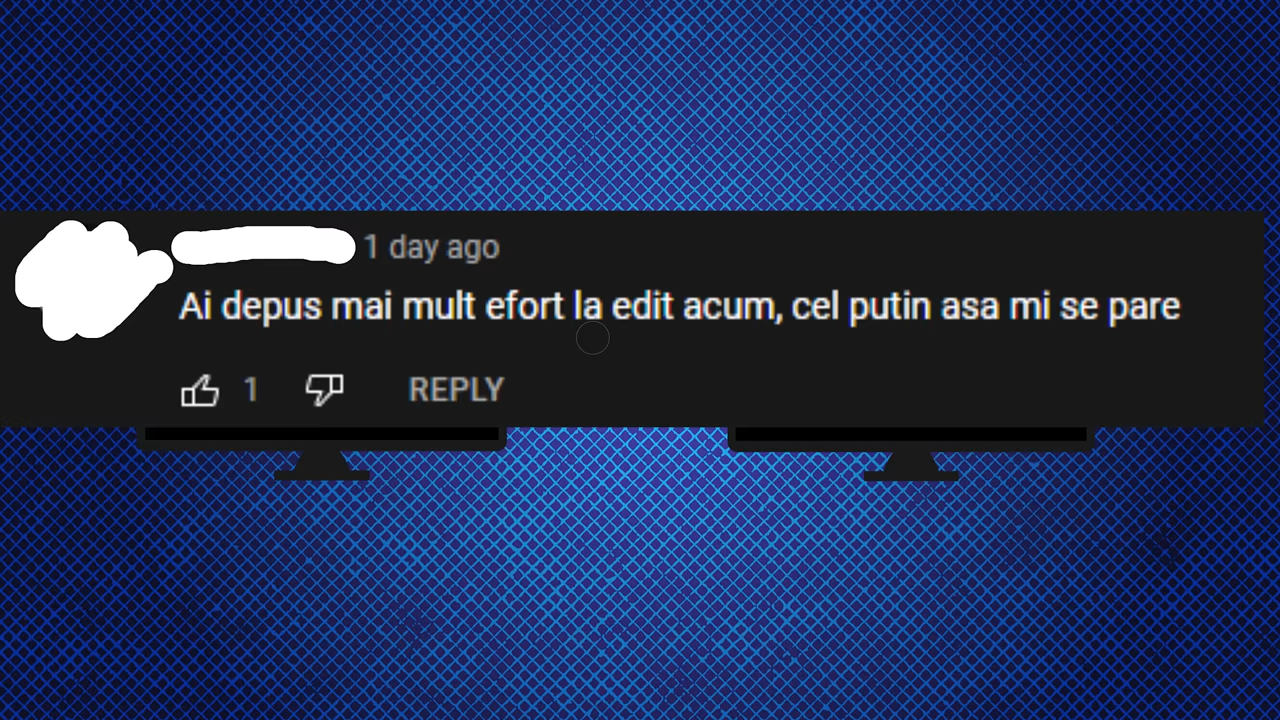 1 day ago
Ai depus mai mult efort la edit acum, cel putin asa mi se pare
1 REPLY